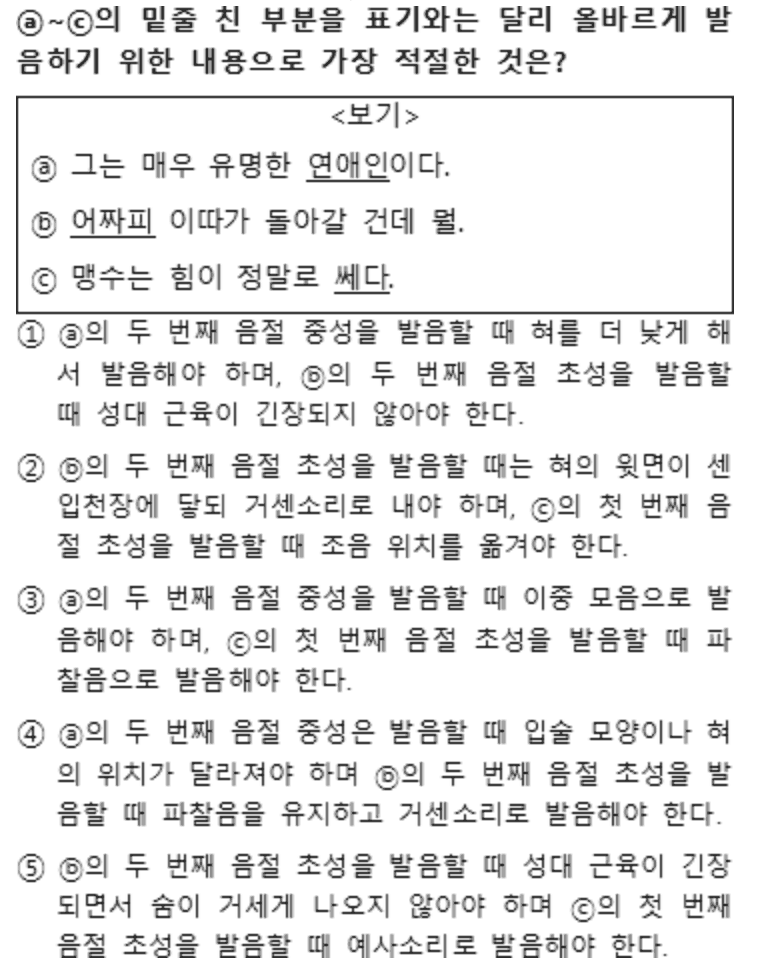 ⓐ~ⓒ의 밑줄 친 부분을 표기와는 달리 올바르게 발
음하기 위한 내용으로 가장 적절한 것은?
<보기>
ⓐ 그는 매우 유명한 연애인이다.
ⓑ 어짜피 이따가 돌아갈 건데 뭘.
ⓒ 맹수는 힘이 정말로 쎄다.
① ⓐ의 두 번째 음절 중성을 발음할 때 혀를 더 낮게 해
서 발음해야 하며, ⓑ의 두 번째 음절 초성을 발음할
때 성대 근육이 긴장되지 않아야 한다.
② ⓑ의 두 번째 음절 초성을 발음할 때는 혀의 윗면이 센
입천장에 닿되 거센소리로 내야 하며, ⓒ의 첫 번째 음
절 초성을 발음할 때 조음 위치를 옮겨야 한다.
③ ⓐ의 두 번째 음절 중성을 발음할 때 이중 모음으로 발
음해야 하며, ⓒ의 첫 번째 음절 초성을 발음할 때 파
찰음으로 발음해야 한다.
④ ⓐ의 두 번째 음절 중성은 발음할 때 입술 모양이나 혀
의 위치가 달라져야 하며 ⓑ의 두 번째 음절 초성을 발
음할 때 파찰음을 유지하고 거센소리로 발음해야 한다.
⑤ ⓑ의 두 번째 음절 초성을 발음할 때 성대 근육이 긴장
되면서 숨이 거세게 나오지 않아야 하며 ⓒ의 첫 번째
음절 초성을 발음할 때 예사소리로 발음해야 한다.